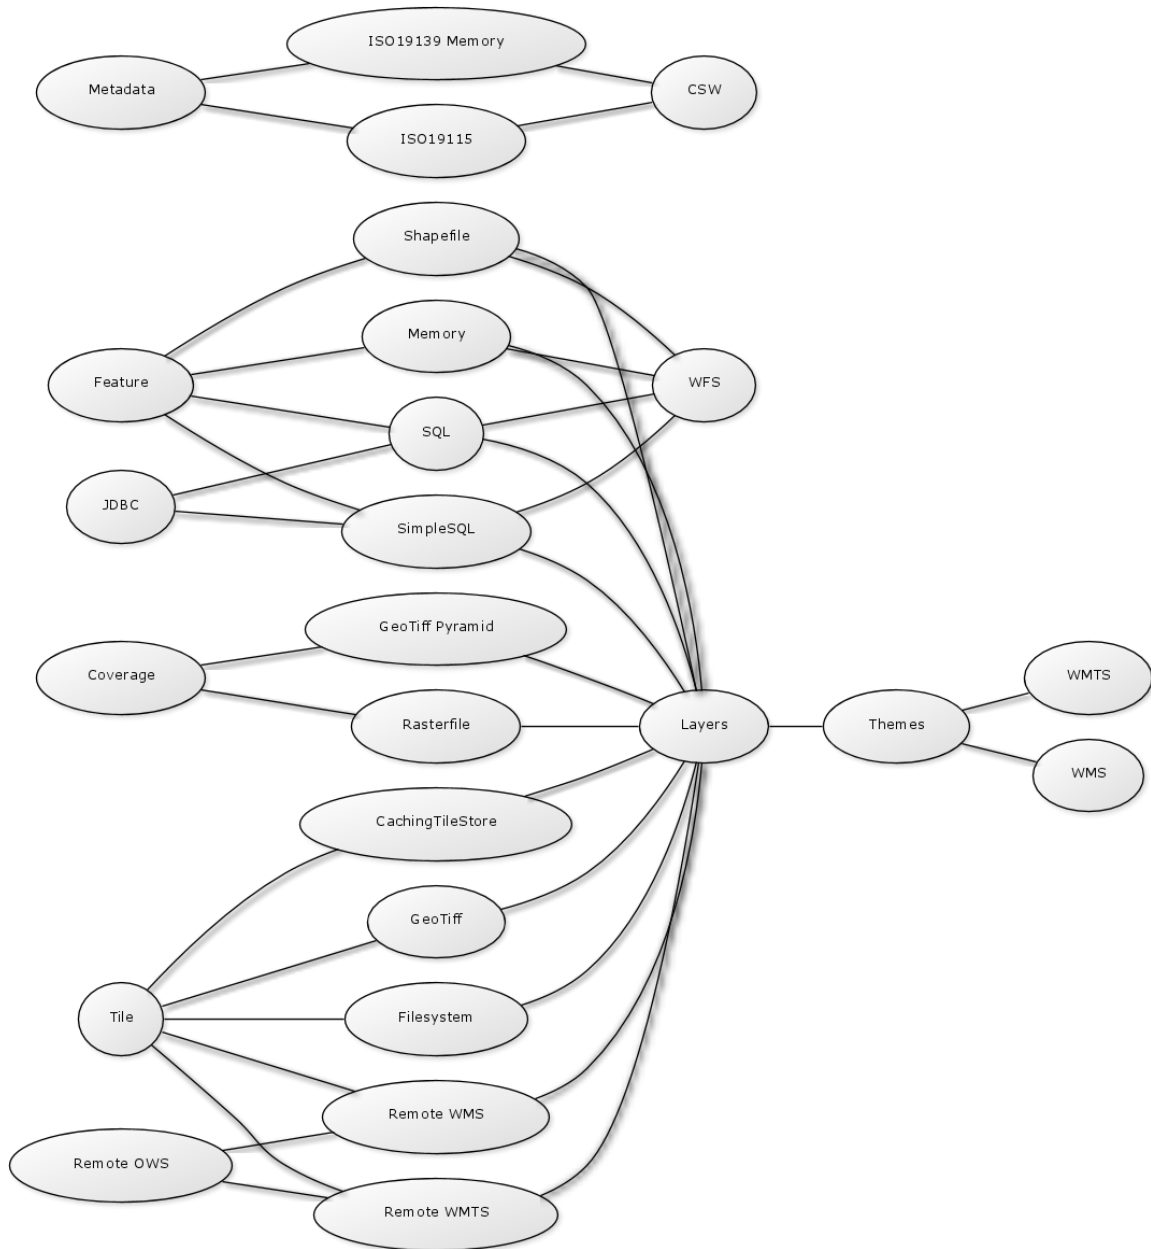 ISO19139 Memory
Metadata
CSW
ISO19115
Shapefile
Memory
Feature
WFS
SQL
JDBC
SimpleSQL
GeoTiff Pyramid
Coverage
WMTS
Rasterfile
Layers
Themes
WMS
CachingTileStore
GeoTiff
Tile
Filesystem
Remote WMS
Remote OWS
Remote WMTS